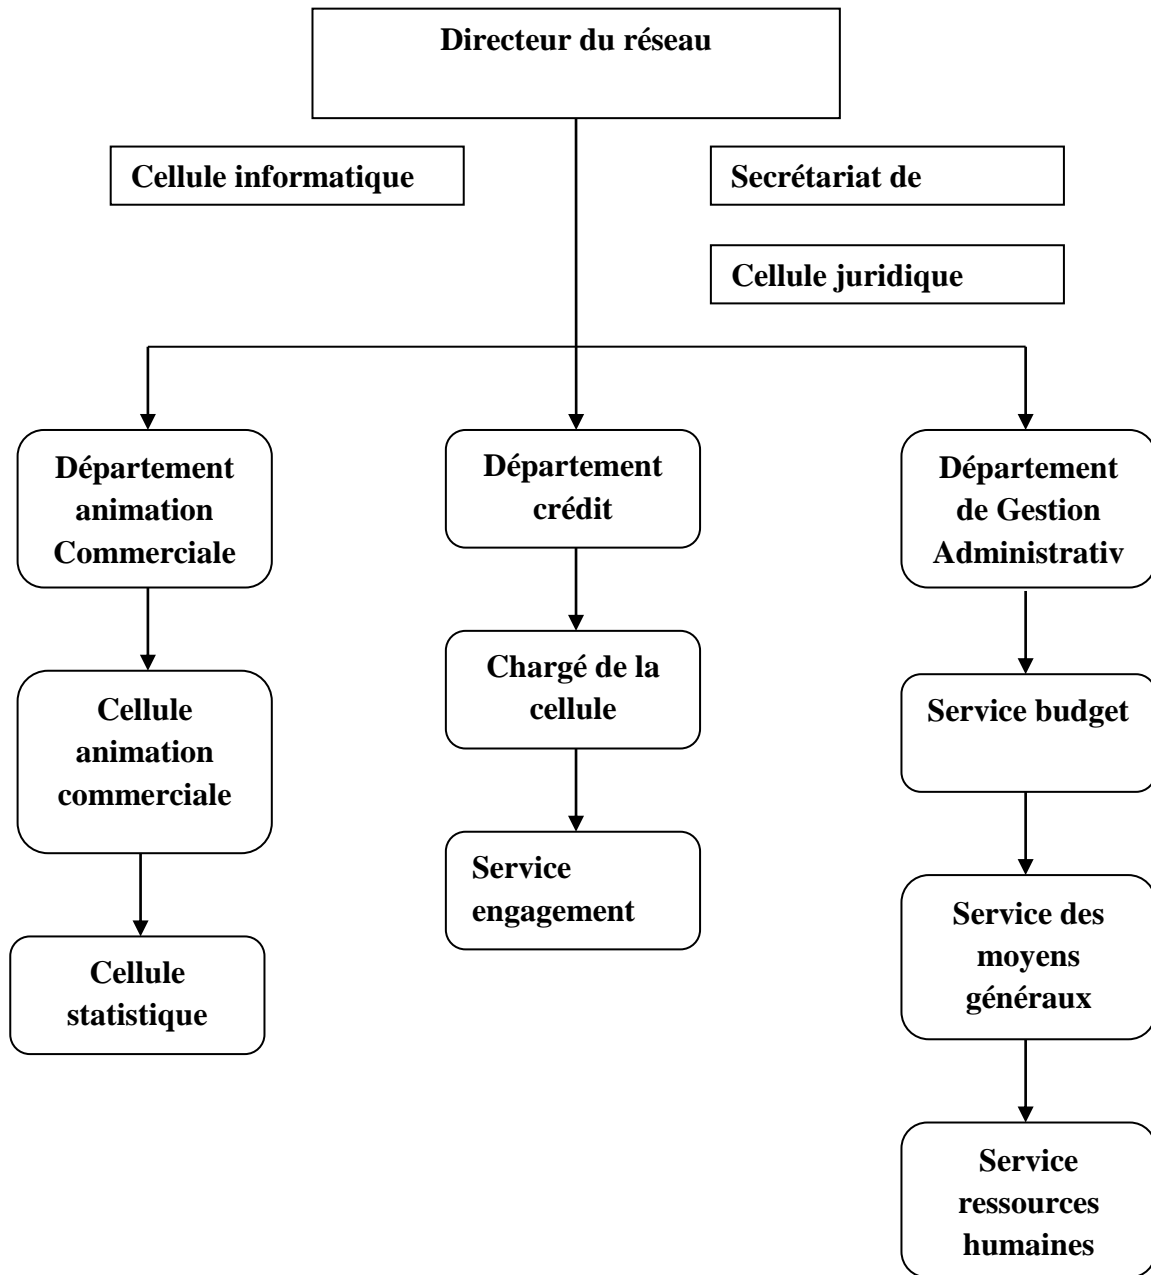 Directeur du réseau
Cellule informatique
Secrétariat de
Cellule juridique
Département
animation
Commerciale
Département
crédit
Département
de Gestion
Administrativ
Cellule
animation
commerciale
Chargé de la
cellule
Service budget
Cellule
statistique
Service
engagement
Service des
moyens
généraux
Service
ressources
humaines